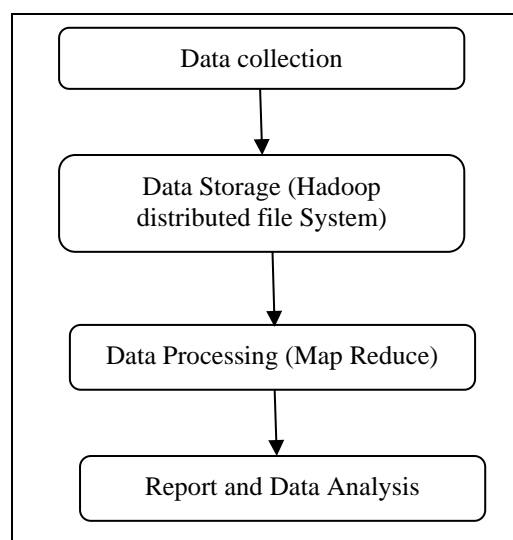 Data collection
Data Storage (Hadoop
distributed file System)
Data Processing (Map Reduce)
Report and Data Analysis